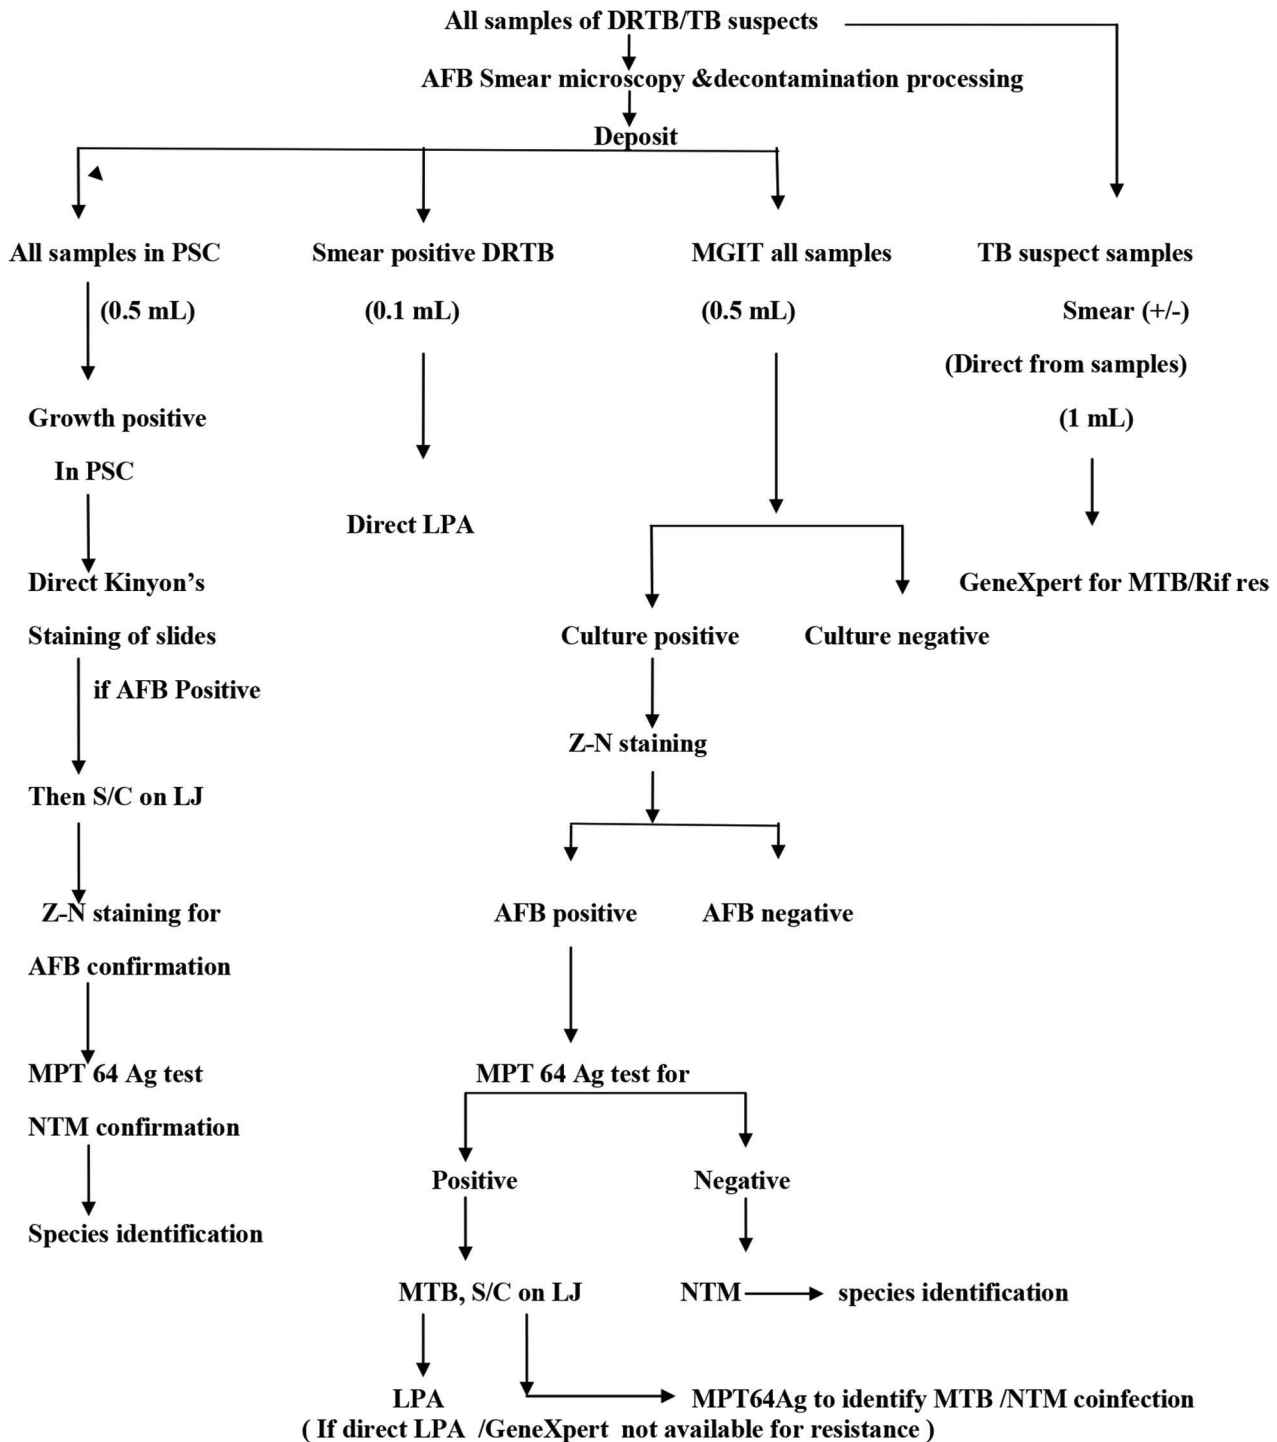 All samples of DRTB/TB suspects
AFB Smear microscopy &decontamination processing
Deposit
All samples in PSC
(0.5 mL)
Growth positive
In PSC
Direct Kinyon's
Staining of slides
if AFB Positive
Then S/C on LJ
Z-N staining for
AFB confirmation
MPT 64 Ag test
NTM confirmation
Species identification
Smear positive DRTB
(0.1 mL)
Direct LPA
MGIT all samples
(0.5 mL)
Culture positive
Culture negative
Z-N staining
AFB positive
AFB negative
MPT 64 Ag test for
Positive
Negative
MTB, S/C on LJ
NTM
species identification
LPA
( If direct LPA /GeneXpert not available for resistance )
MPT64Ag to identify MTB /NTM coinfection
TB suspect samples
Smear (+/-)
(Direct from samples)
(1 mL)
GeneXpert for MTB/Rif res